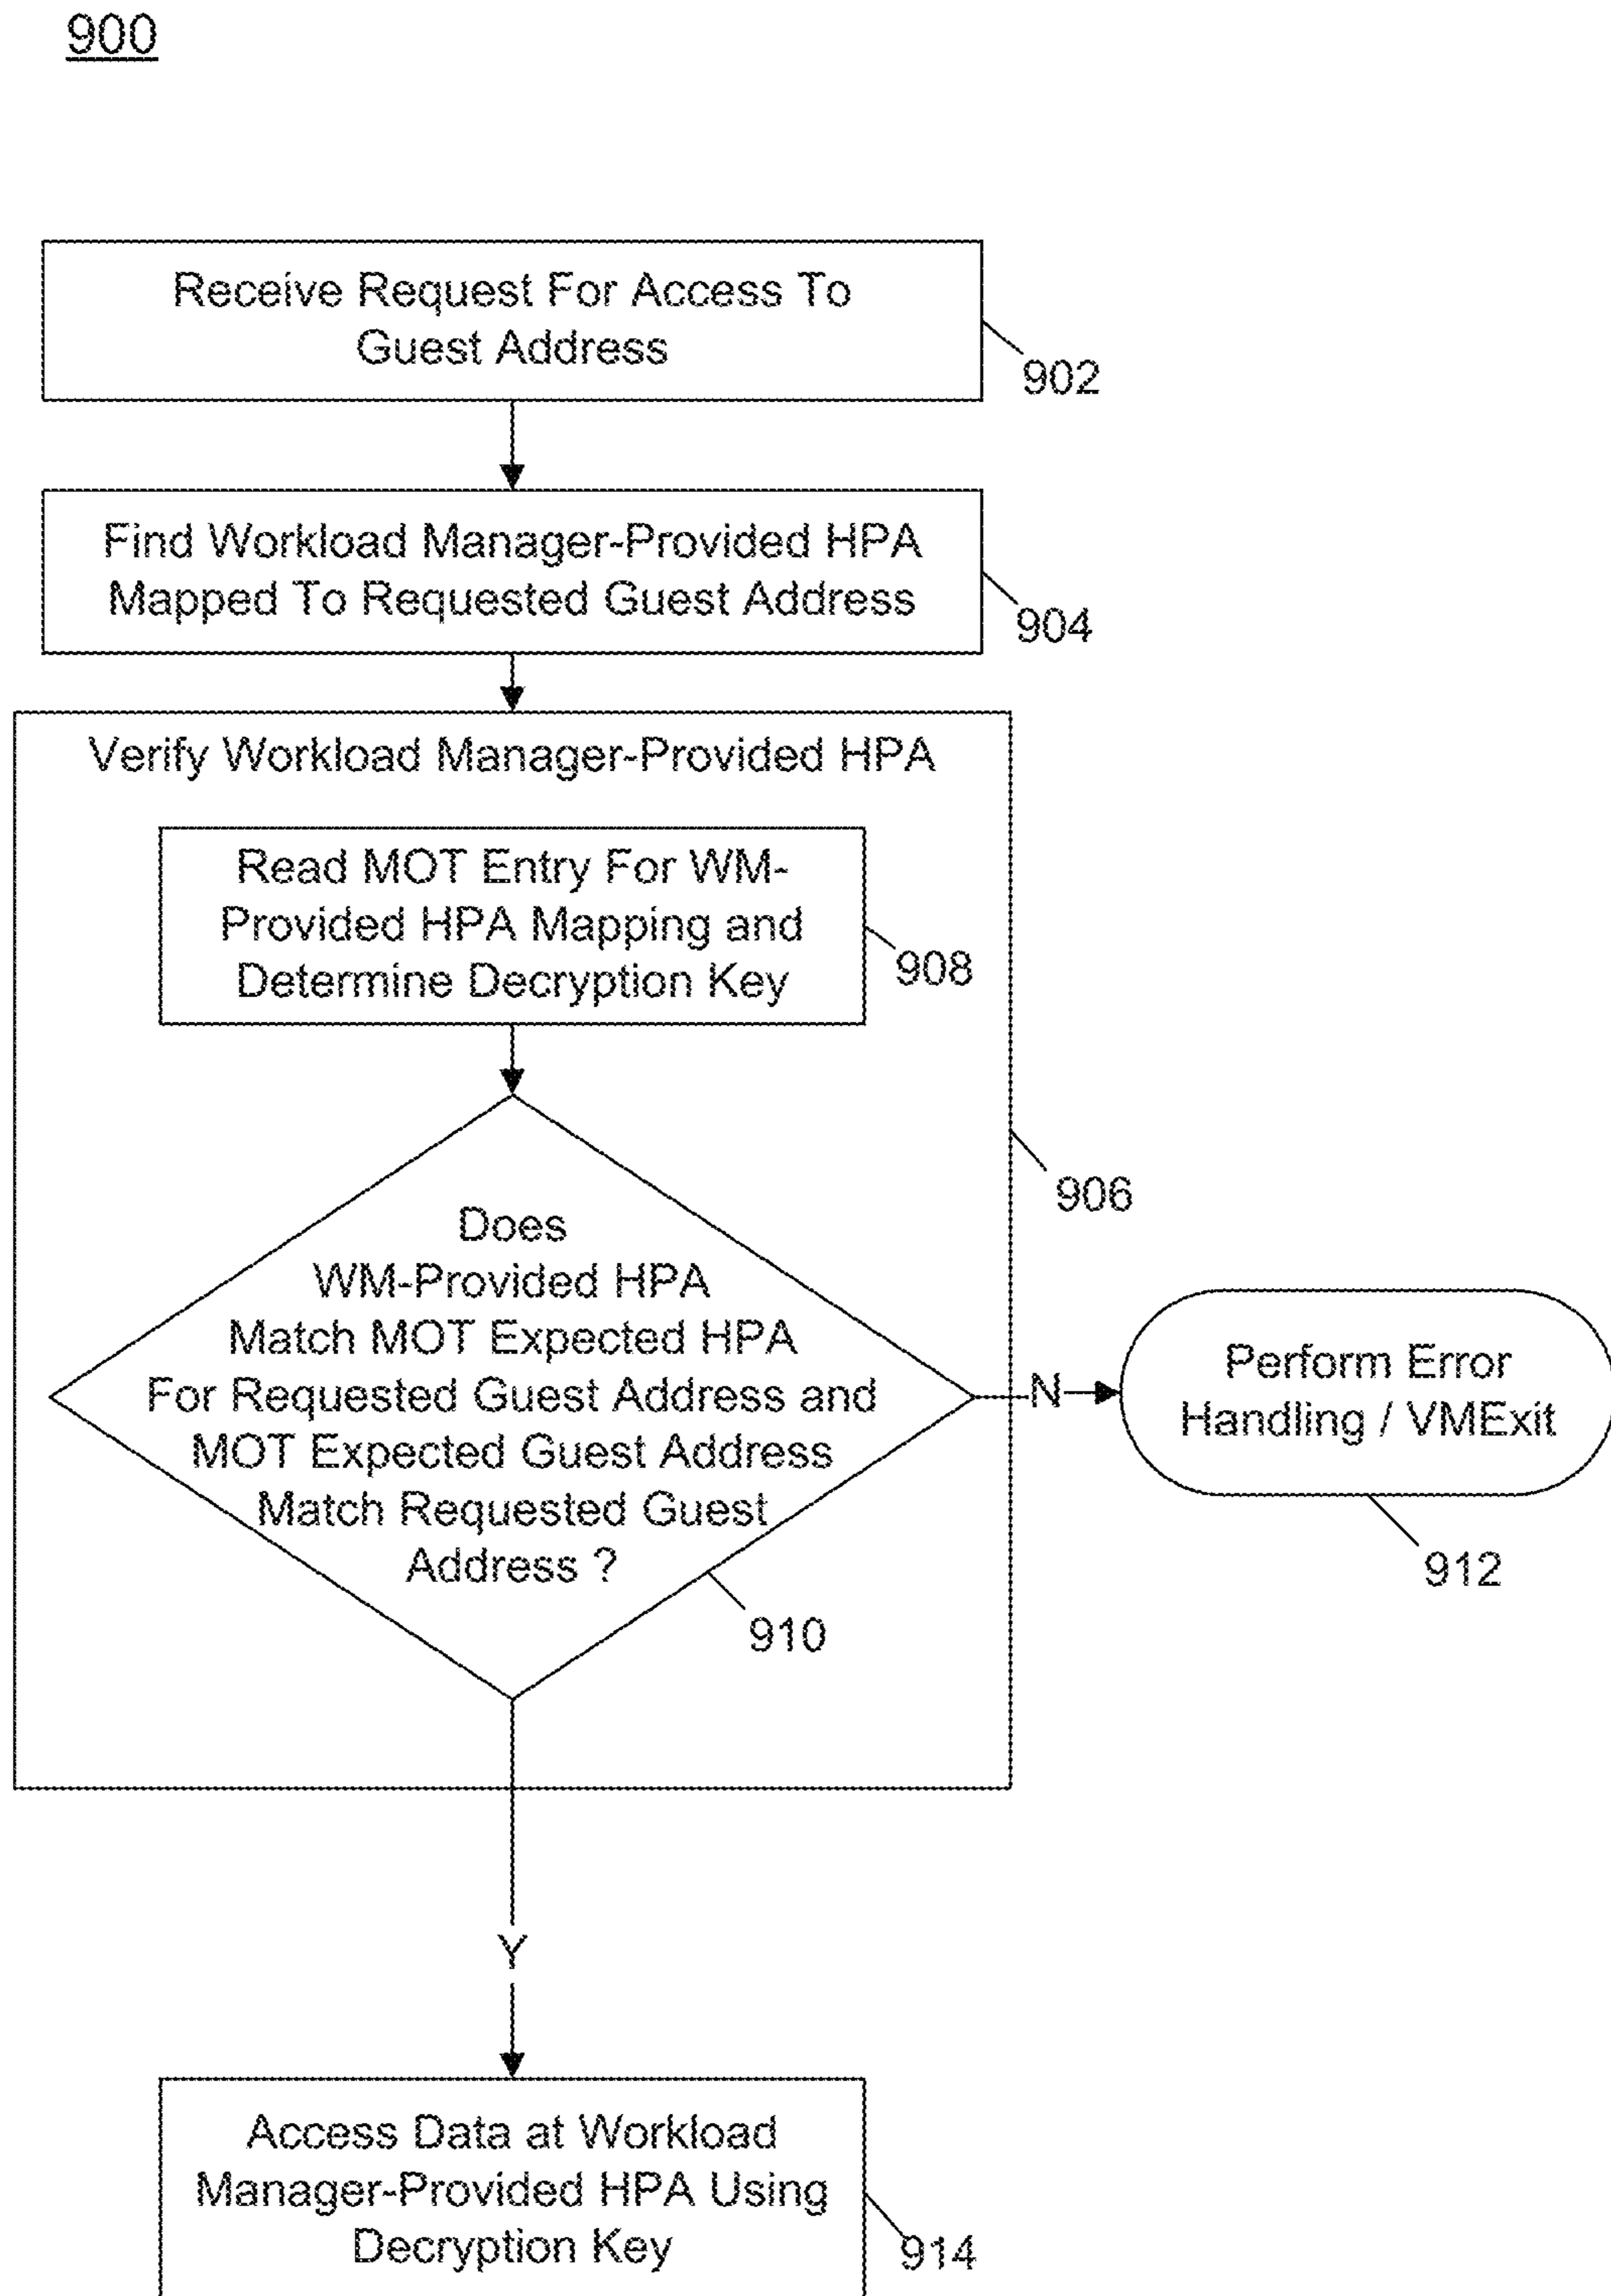 900
Receive Request For Access To
Guest Address
902
Find Workload Manager-Provided HPA
Mapped To Requested Guest Address
904
Verify Workload Manager-Provided HPA
Read MOT Entry For WM-
Provided HPA Mapping and
Determine Decryption Key
908
906
Does
WM-Provided HPA
Match MOT Expected HPA
For Requested Guest Address and
MOT Expected Guest Address
Match Requested Guest
Address ?
910
N
Perform Error
Handling / VMExit
912
Y
Access Data at Workload
Manager-Provided HPA Using
Decryption Key
914